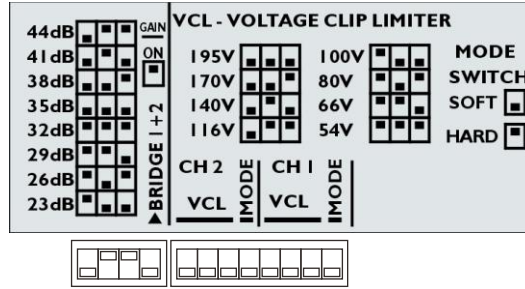 44dB
41dB
38dB
35dB
32dB
29dB
26dB
23dB
GAIN
ON
▲BRIDGE 1+2
VCL - VOLTAGE CLIP LIMITER
195V 100V
170V 80V
140V 66V
116V 54V
MODE
SWITCH
SOFT
HARD
CH 2 CH 1
VCL MODE VCL MODE